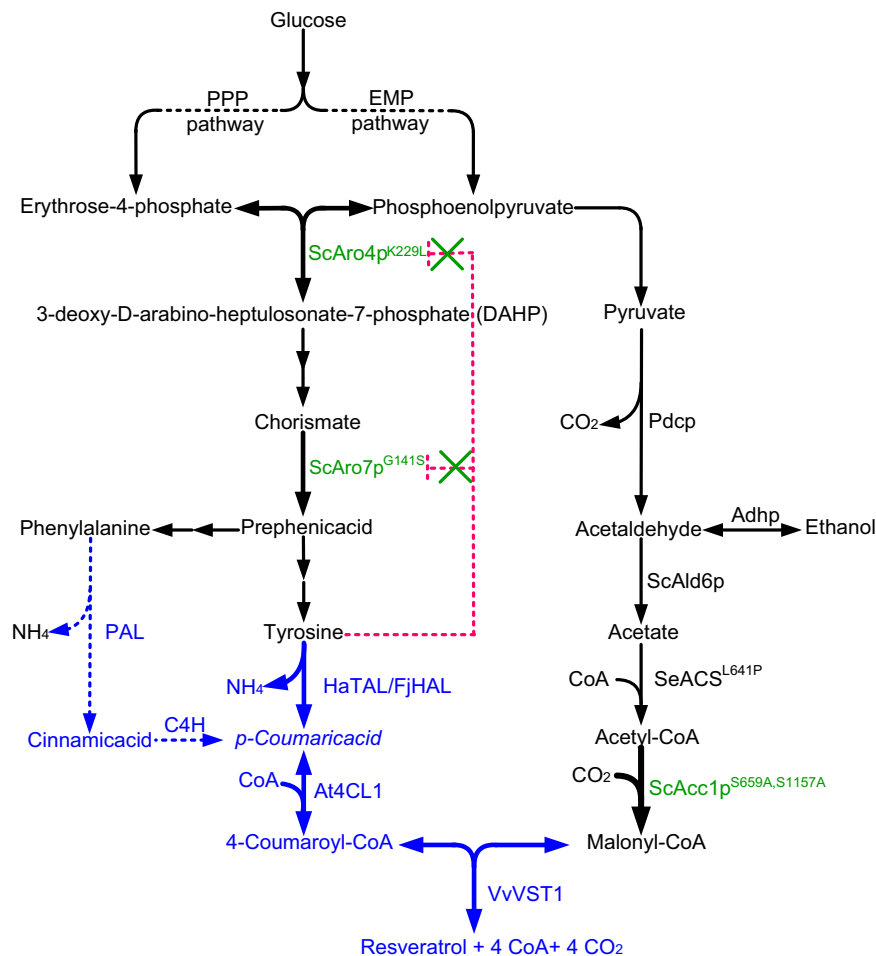 Glucose
PPP
pathway
EMP
pathway
Erythrose-4-phosphate
Phosphoenolpyruvate
ScAro4pK229L
3-deoxy-D-arabino-heptulosonate-7-phosphate (DAHP)
Pyruvate
Chorismate
CO2
Pdcp
ScAro7pG141S
Phenylalanine
Prephenicacid
Acetaldehyde
Adhp
Ethanol
ScAld6p
NH4
PAL
Tyrosine
Acetate
NH4
HaTAL/FjHAL
CoA
SeACSL641P
Cinnamicacid
C4H
p-Coumaricacid
Acetyl-CoA
CoA
At4CL1
CO2
ScAcc1pS659A,S1157A
4-Coumaroyl-CoA
Malonyl-CoA
VvVST1
Resveratrol + 4 CoA+ 4 CO2